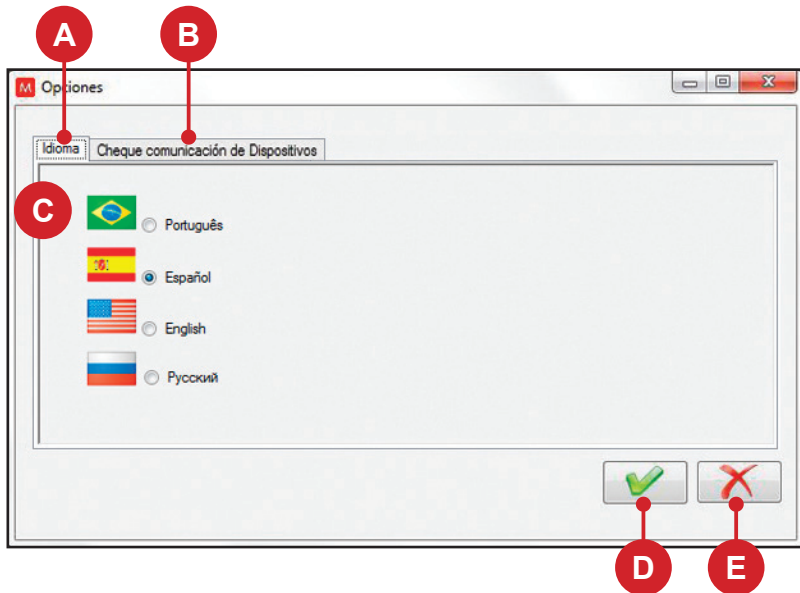 A B
M Opciones
Idioma Cheque comunicación de Dispositivos
C
Português
Español
English
Русский
D E